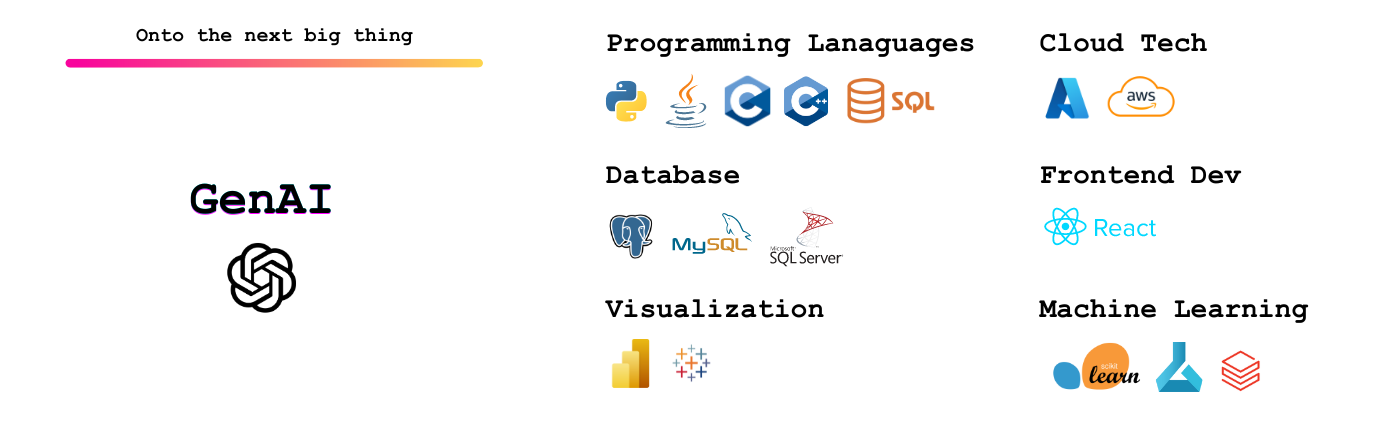 Onto the next big thing
GenAI
Programming Lanaguages
C
C
++
SQL
Database
MySQL
Microsoft
SQL Server
Visualization
Cloud Tech
aws
Frontend Dev
React
Machine Learning
scikit
learn